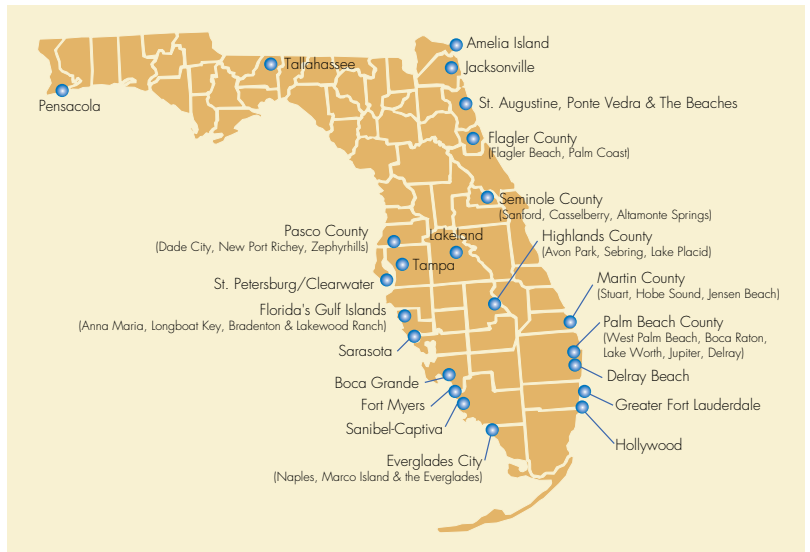 Amelia Island
Tallahassee
Jacksonville
Pensacola
St. Augustine, Ponte Vedra & The Beaches
Flagler County
(Flagler Beach, Palm Coast)
Seminole County
(Sanford, Casselberry, Altamonte Springs)
Pasco County
(Dade City, New Port Richey, Zephyrhills)
Lakeland
Highlands County
(Avon Park, Sebring, Lake Placid)
Tampa
St. Petersburg/Clearwater
Martin County
(Stuart, Hobe Sound, Jensen Beach)
Florida's Gulf Islands
(Anna Maria, Longboat Key, Bradenton & Lakewood Ranch)
Palm Beach County
(West Palm Beach, Boca Raton,
Lake Worth, Jupiter, Delray)
Sarasota
Delray Beach
Boca Grande
Fort Myers
Greater Fort Lauderdale
Sanibel-Captiva
Hollywood
Everglades City
(Naples, Marco Island & the Everglades)